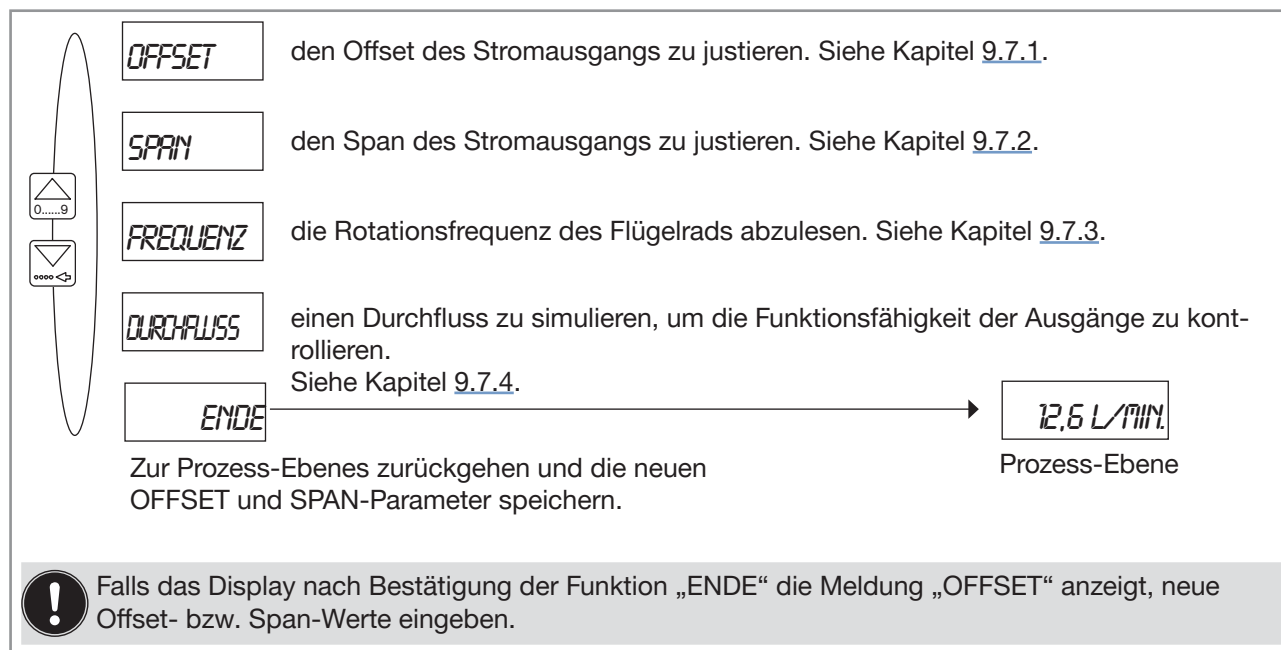 OFFSET
den Offset des Stromausgangs zu justieren. Siehe Kapitel 9.7.1.
SPAN
den Span des Stromausgangs zu justieren. Siehe Kapitel 9.7.2.
0......9
FREQUENZ
die Rotationsfrequenz des Flügelrads abzulesen. Siehe Kapitel 9.7.3.
DURCHFLUSS
einen Durchfluss zu simulieren, um die Funktionsfähigkeit der Ausgänge zu kont-
rollieren.
Siehe Kapitel 9.7.4.
ENDE
12,6 L/MIN.
Zur Prozess-Ebenes zurückgehen und die neuen
OFFSET und SPAN-Parameter speichern.
Prozess-Ebene
Falls das Display nach Bestätigung der Funktion „ENDE“ die Meldung „OFFSET“ anzeigt, neue
Offset- bzw. Span-Werte eingeben.